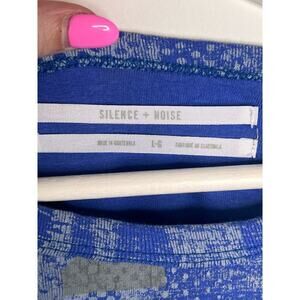 SILENCE + NOISE
MADE IN GUATEMALA L-G FABRIQUÉ AU GUATEMALA